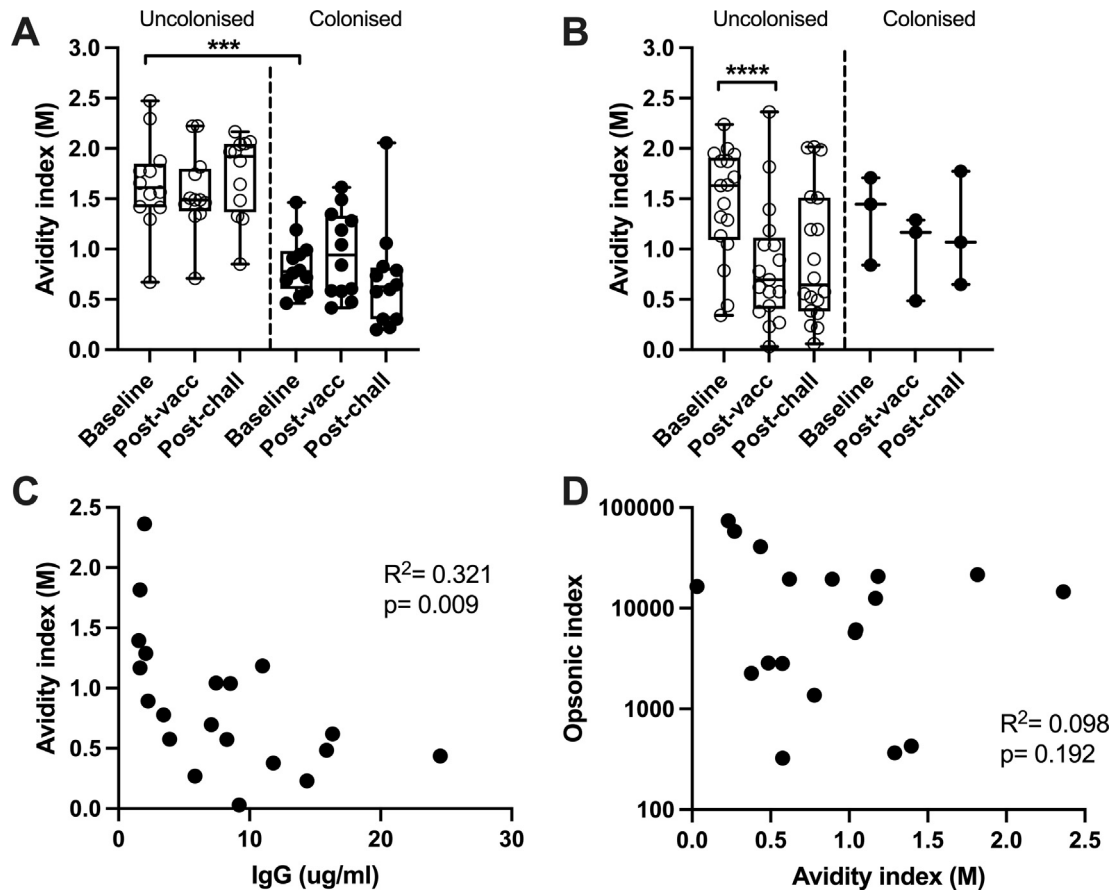 A
Uncolonised Colonised
***
3.0
2.5
2.0
1.5
1.0
0.5
0.0
Avidity index (M)
Baseline
Post-vacc
Post-chall
Baseline
Post-vacc
Post-chall
B
Uncolonised Colonised
****
3.0
2.5
2.0
1.5
1.0
0.5
0.0
Avidity index (M)
Baseline
Post-vacc
Post-chall
Baseline
Post-vacc
Post-chall
C
2.5
2.0
1.5
1.0
0.5
0.0
Avidity index (M)
R²= 0.321
p= 0.009
0 10 20 30
IgG (ug/ml)
D
100000
10000
1000
100
Opsonic index
R²= 0.098
p= 0.192
0.0 0.5 1.0 1.5 2.0 2.5
Avidity index (M)